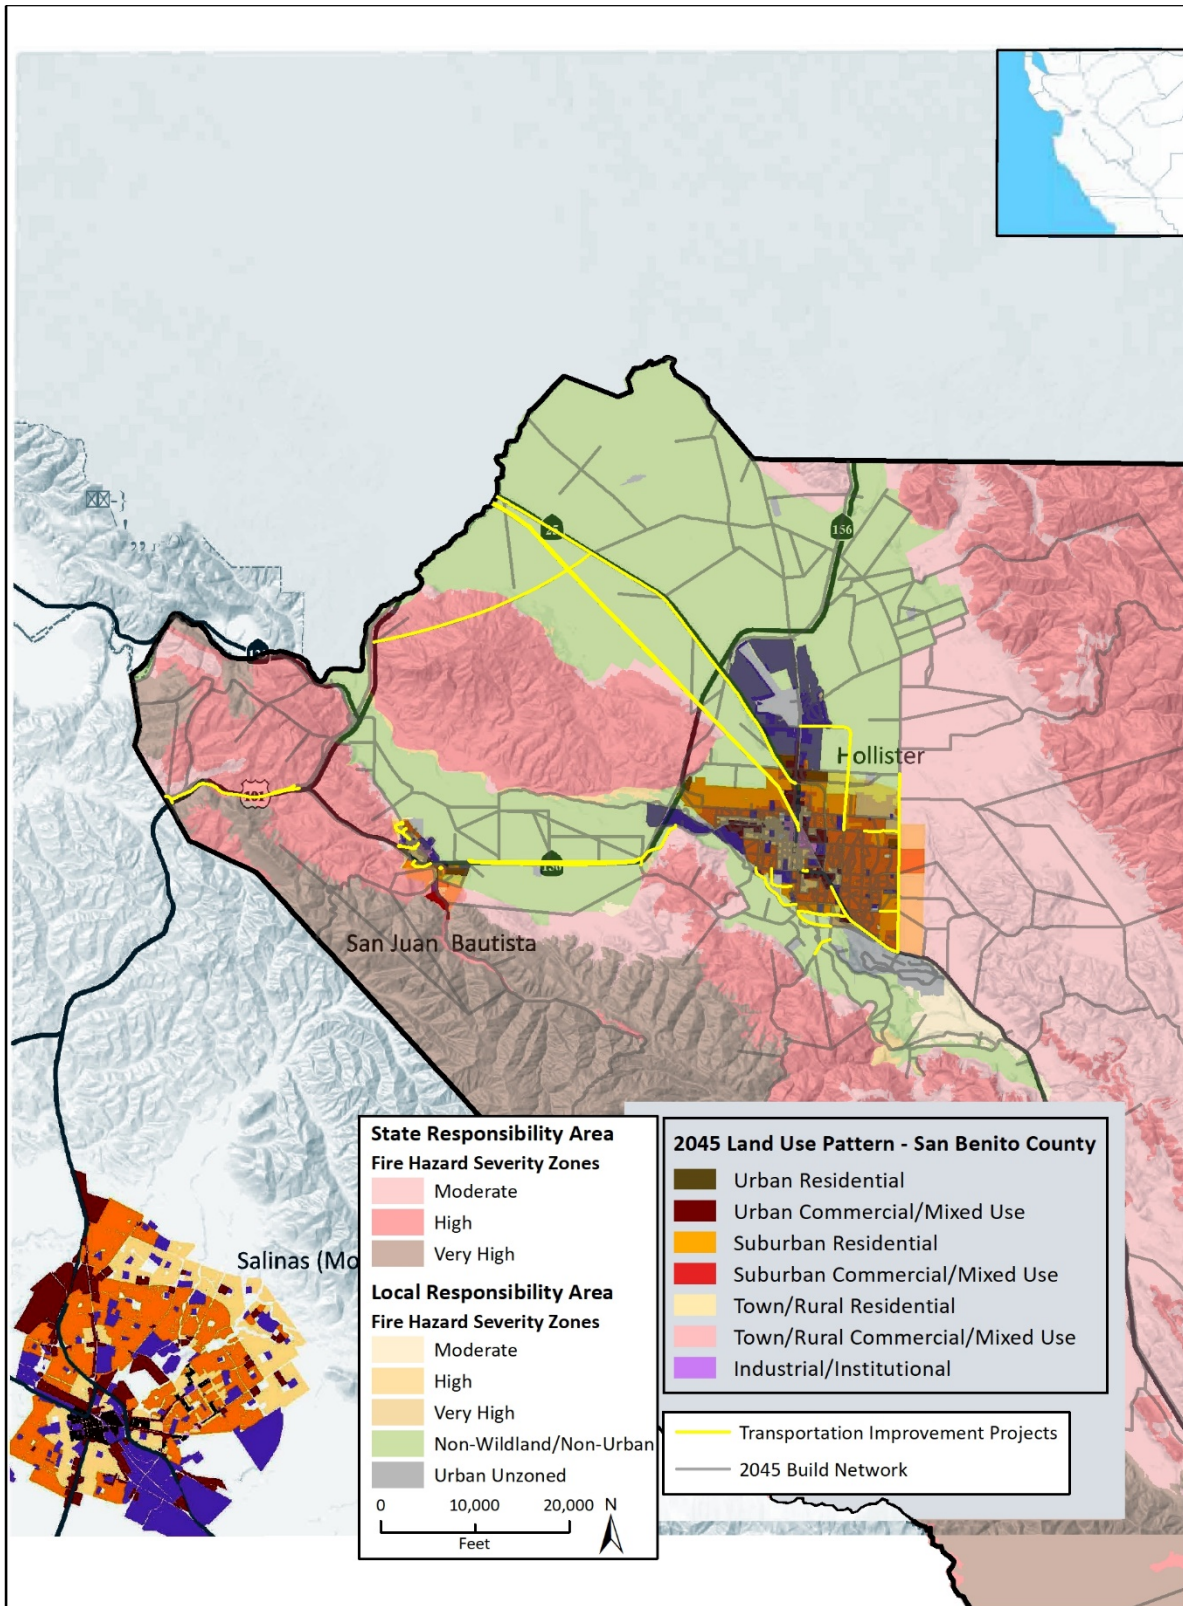 25
156
Hollister
101
156
San Juan Bautista
Salinas (Mo
State Responsibility Area
Fire Hazard Severity Zones
Moderate
High
Very High
Local Responsibility Area
Fire Hazard Severity Zones
Moderate
High
Very High
Non-Wildland/Non-Urban
Urban Unzoned
0 10,000 20,000
Feet
N
2045 Land Use Pattern - San Benito County
Urban Residential
Urban Commercial/Mixed Use
Suburban Residential
Suburban Commercial/Mixed Use
Town/Rural Residential
Town/Rural Commercial/Mixed Use
Industrial/Institutional
Transportation Improvement Projects
2045 Build Network